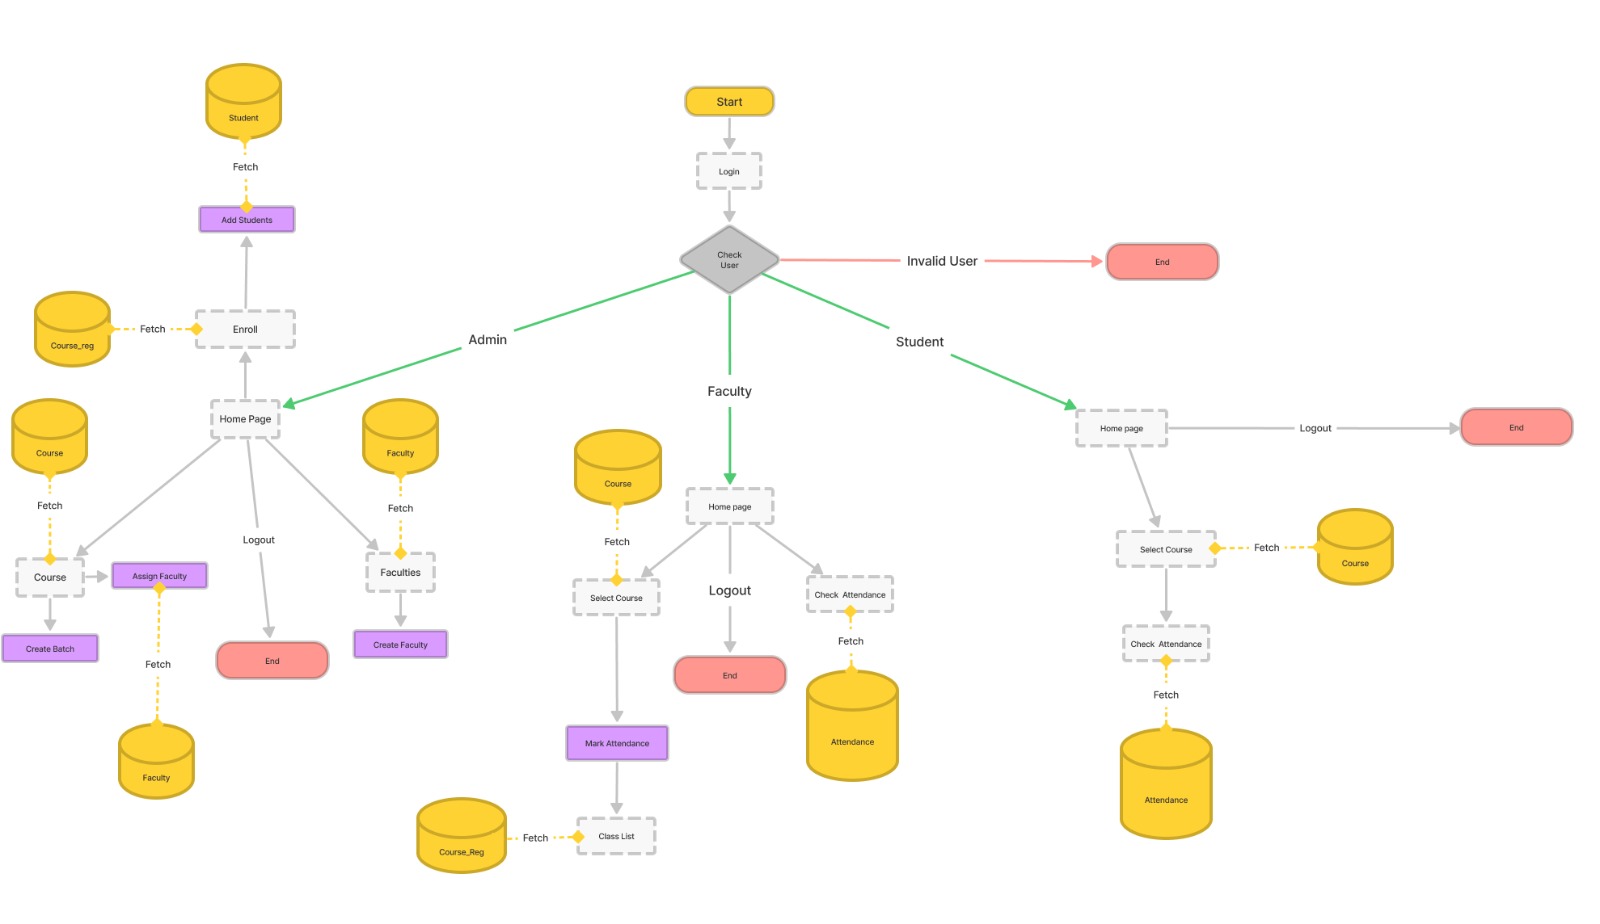 Student
Start
Fetch
Login
Add Students
Check
User
Invalid User
End
Enroll
Fetch
Course_reg
Admin
Student
Faculty
Home Page
Home page
Logout
End
Course
Faculty
Fetch
Fetch
Course
Home page
Fetch
Logout
Fetch
Select Course
Fetch
Course
Course
Assign Faculty
Faculties
Select Course
Logout
Check Attendance
Create Batch
Create Faculty
Fetch
Check Attendance
Fetch
End
End
Fetch
Mark Attendance
Attendance
Faculty
Attendance
Course_Reg
Fetch
Class List